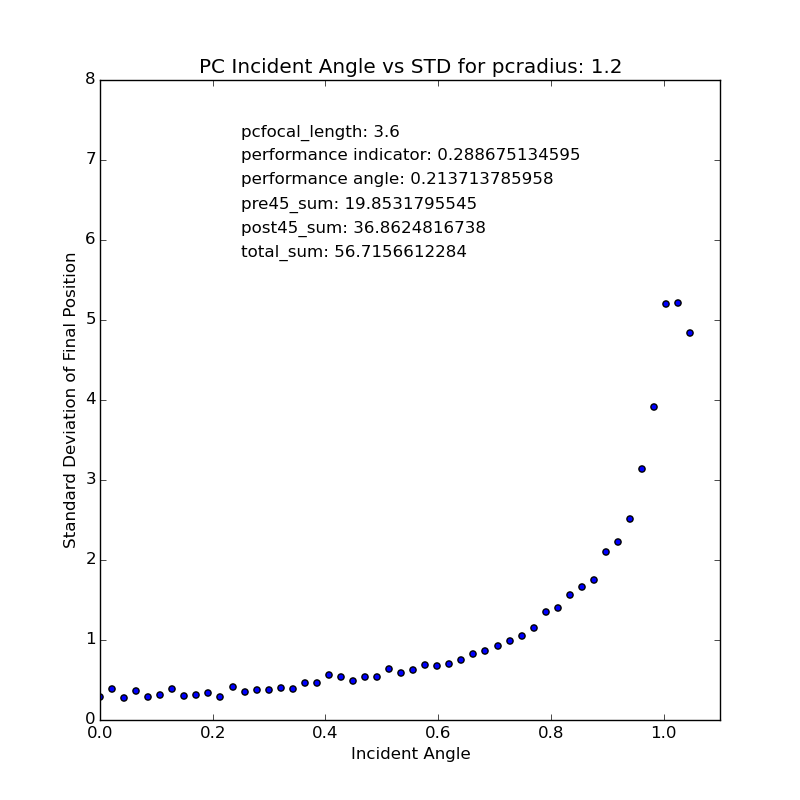 PC Incident Angle vs STD for pcradius: 1.2
8
pcfocal_length: 3.6
performance indicator: 0.288675134595
7
performance angle: 0.213713785958
pre45_sum: 19.8531795545
post45_sum: 36.8624816738
6
total_sum: 56.7156612284
Standard Deviation of Final Position
5
4
3
2
1
0
0.0 0.2 0.4 0.6 0.8 1.0
Incident Angle